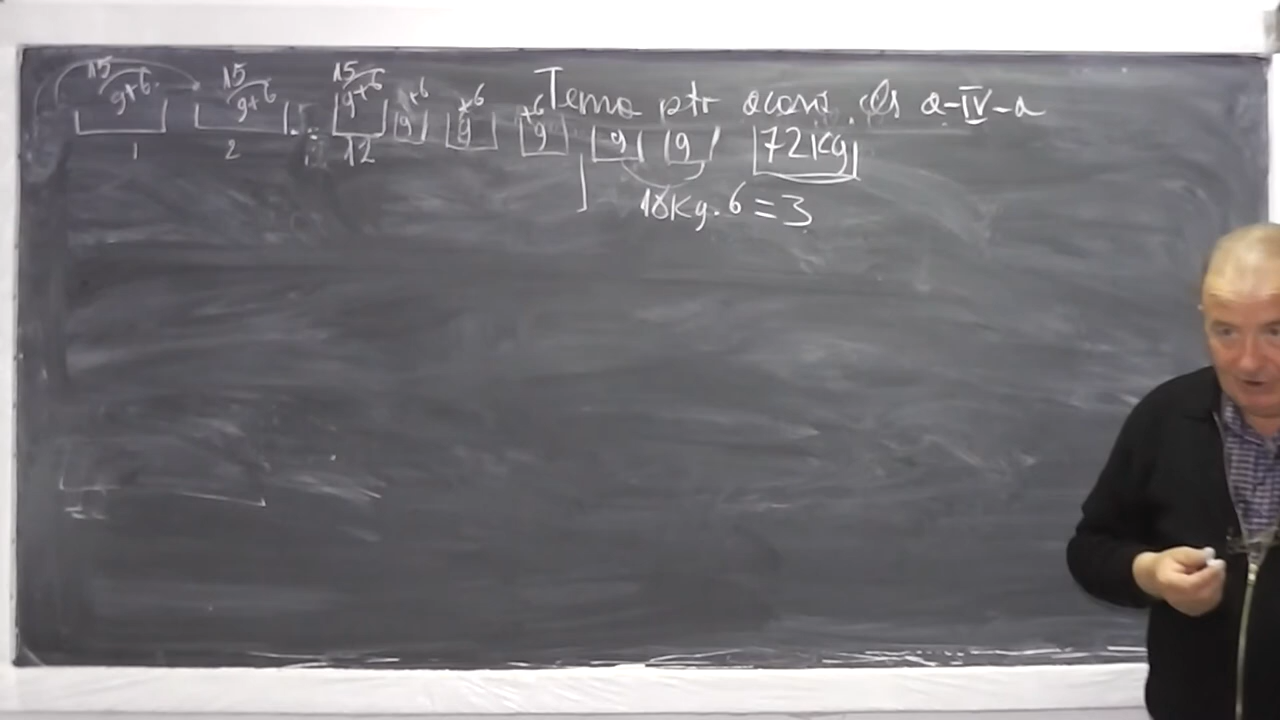 15 15 15
9+6 9+6 9+6 +6 +6 +6 Tema ptr acasă cls a-IV-a
9 9 9 9 9 72Kg
1 2 12
18Kg.6=3